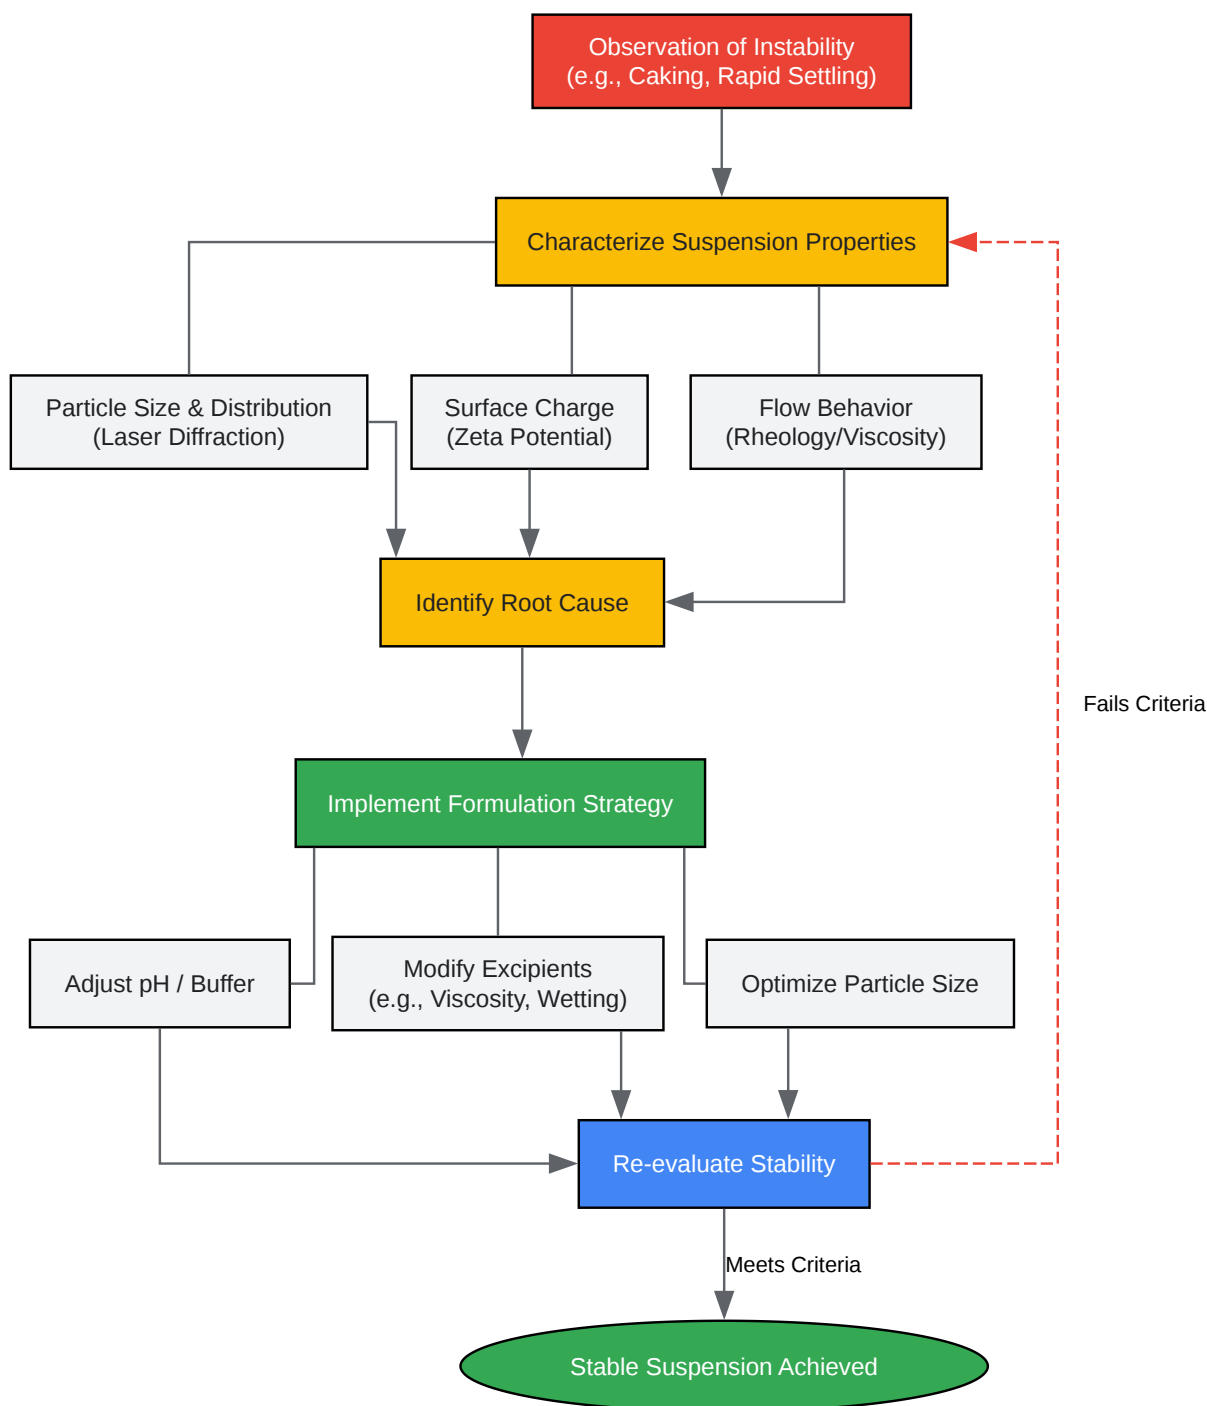 Observation of Instability
(e.g., Caking, Rapid Settling)
Characterize Suspension Properties
Particle Size & Distribution
(Laser Diffraction)
Surface Charge
(Zeta Potential)
Flow Behavior
(Rheology/Viscosity)
Identify Root Cause
Fails Criteria
Implement Formulation Strategy
Adjust pH / Buffer
Modify Excipients
(e.g., Viscosity, Wetting)
Optimize Particle Size
Re-evaluate Stability
Meets Criteria
Stable Suspension Achieved